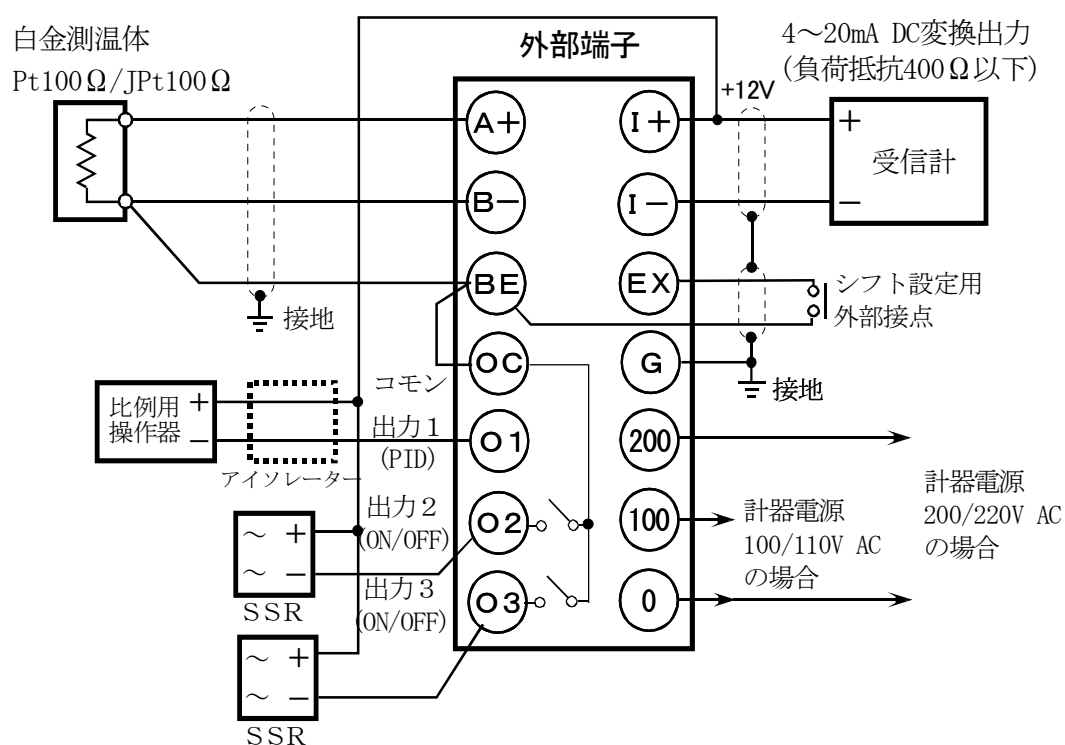 白金測温体
Pt100Ω/JPt100Ω
外部端子
4～20mA DC変換出力
(負荷抵抗400Ω以下)
+12V
A+
I+
+
受信計
B−
I−
−
BE
EX
シフト設定用
外部接点
接地
OC
G
接地
コモン
比例用
操作器
+
−
アイソレーター
出力1
(PID)
O1
200
計器電源
200/220V AC
の場合
出力2
(ON/OFF)
O2
100
計器電源
100/110V AC
の場合
～ +
～ −
SSR
出力3
(ON/OFF)
O3
0
～ +
～ −
SSR